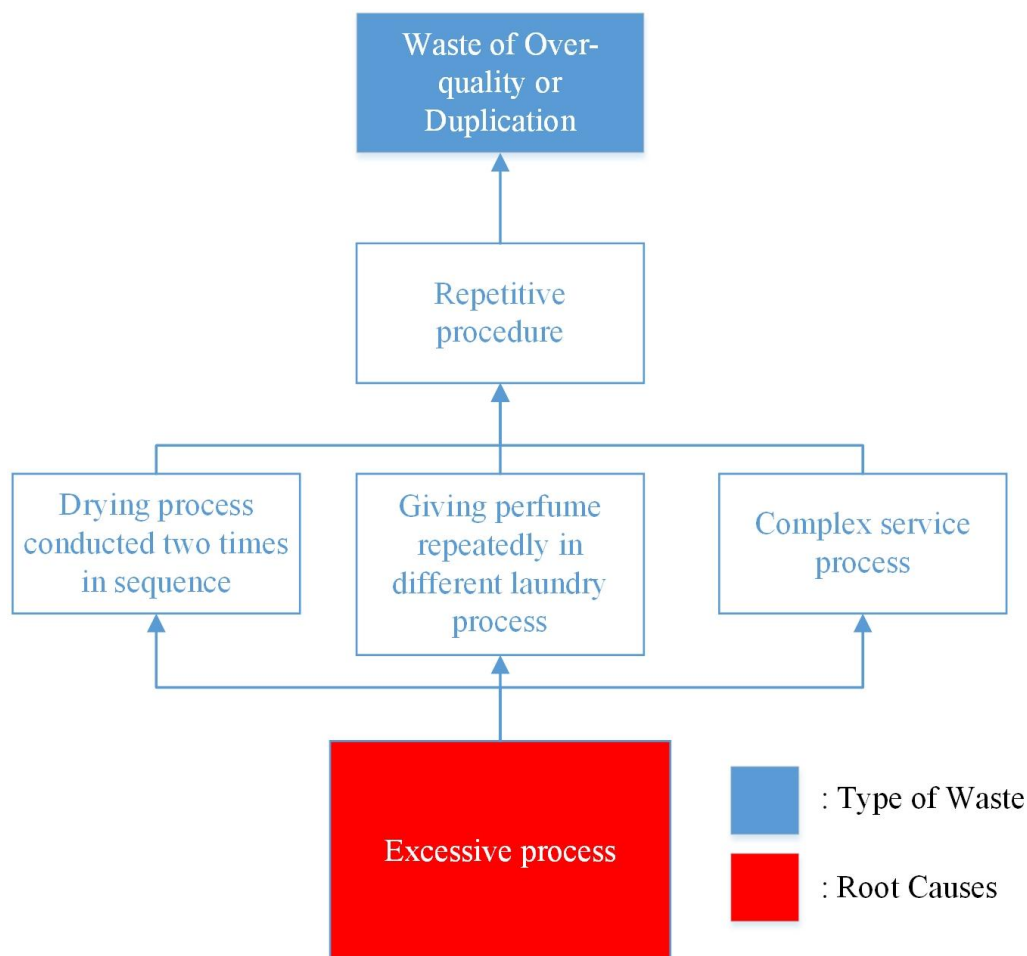 Waste of Over-
quality or
Duplication
Repetitive
procedure
Drying process
conducted two times
in sequence
Giving perfume
repeatedly in
different laundry
process
Complex service
process
Excessive process
: Type of Waste
: Root Causes